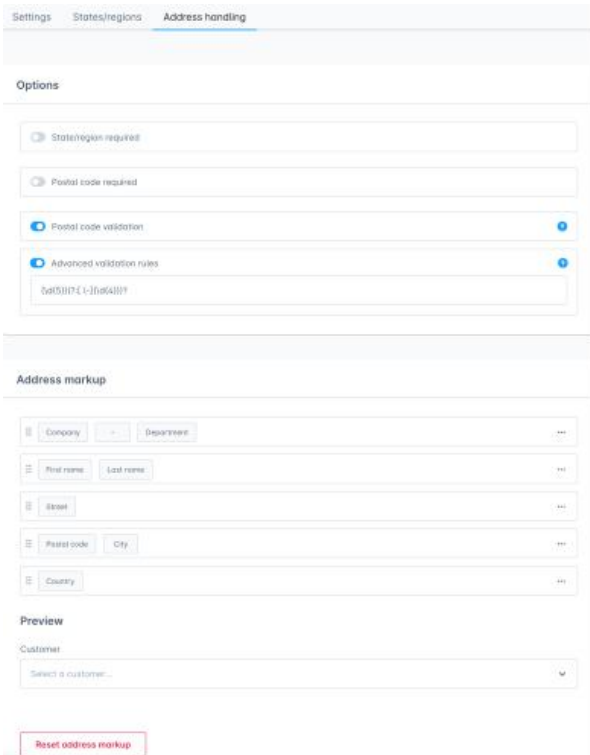 Settings States/regions Address handling
Options
State/region required
Postal code required
Postal code validation
Advanced validation rules
(\d{5})(?:[ \-](\d{4}))?
Address markup
Company - Department
First name Last name
Street
Postal code City
Country
Preview
Customer
Select a customer...
Reset address markup